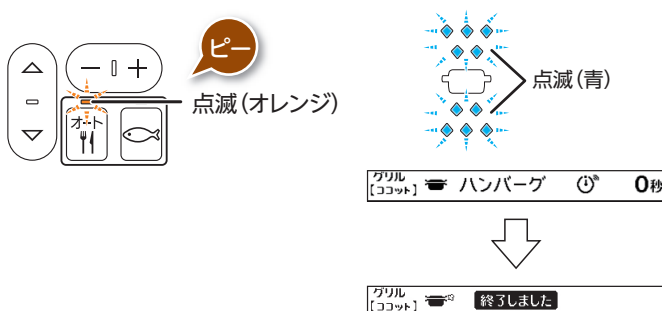 ピー
点滅（オレンジ）
オート
点滅（青）
グリル
【ココット】 ハンバーグ 0秒
グリル
【ココット】 終了しました